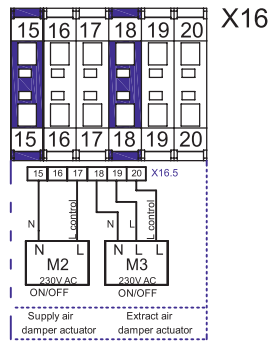 X16
15 16 17 18 19 20
15 16 17 18 19 20
15 16 17 18 19 20 X16.5
N L control N L L control
N L N L L
M2 M3
230V AC 230V AC
ON/OFF ON/OFF
Supply air Extract air
damper actuator damper actuator